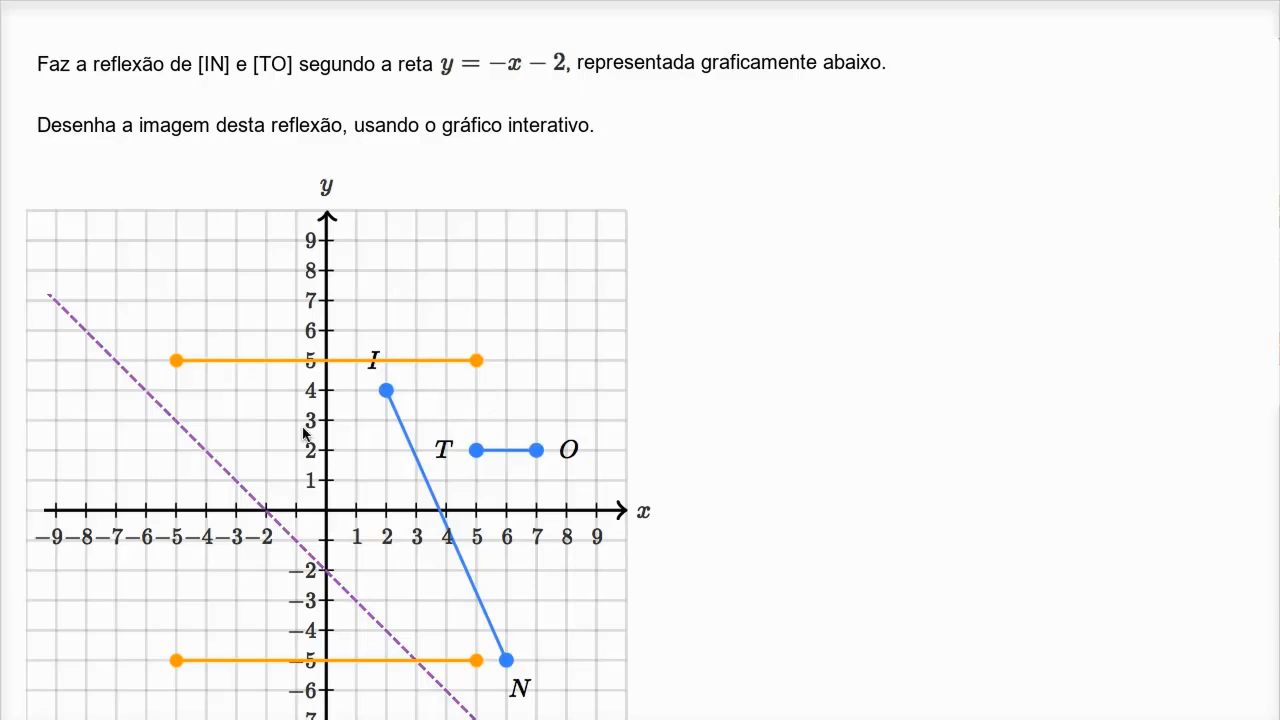 Faz a reflexão de [IN] e [TO] segundo a reta y = −x − 2, representada graficamente abaixo.
Desenha a imagem desta reflexão, usando o gráfico interativo.
y
9
8
7
6
5
I
4
3
2
T
O
1
x
−9 −8 −7 −6 −5 −4 −3 −2 1 2 3 4 5 6 7 8 9
−2
−3
−4
−5
N
−6
7